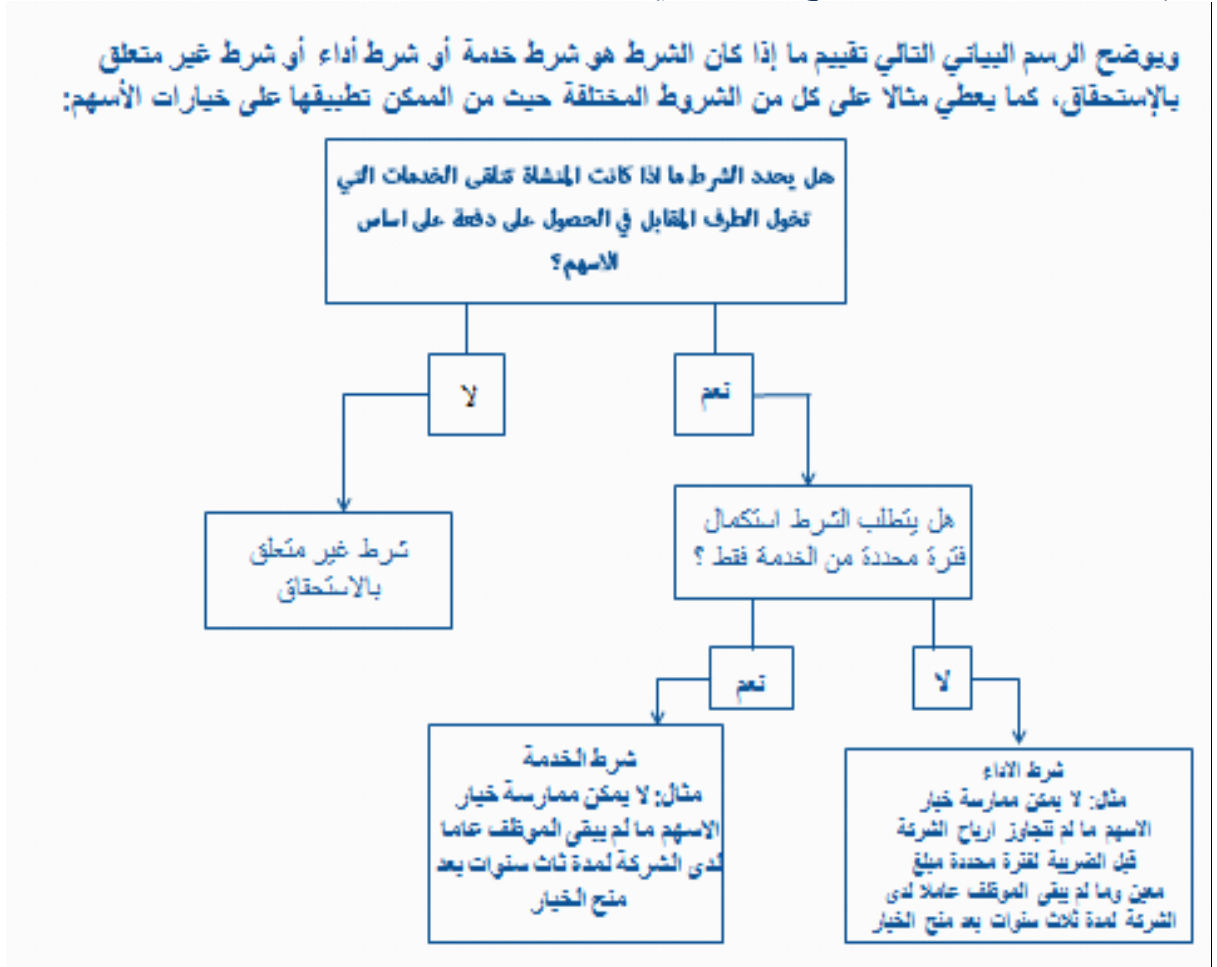 ويوضح الرسم البياني التالي تقييم ما إذا كان الشرط هو شرط خدمة أو شرط أداء أو شرط غير متعلق
بالإستحقاق، كما يعطي مثالا على كل من الشروط المختلفة حيث من الممكن تطبيقها على خيارات الأسهم:
هل يحدد الشرط ما اذا كانت المنشاة تتلقى الخدمات التي
تخول الطرف المقابل في الحصول على دفعة على اساس
الاسهم؟
نعم
لا
هل يتطلب الشرط استكمال
فترة محددة من الخدمة فقط ؟
شرط غير متعلق
بالاستحقاق
لا
نعم
شرط الاداء
مثال: لا يمكن ممارسة خيار
الاسهم ما لم تتجاوز ارباح الشركة
قبل الضريبة لفترة محددة مبلغ
معين وما لم يبقى الموظف عاملا لدى
الشركة لمدة ثلاث سنوات بعد منح الخيار
شرط الخدمة
مثال: لا يمكن ممارسة خيار
الاسهم ما لم يبقى الموظف عاما
لدى الشركة لمدة ثاث سنوات بعد
منح الخيار